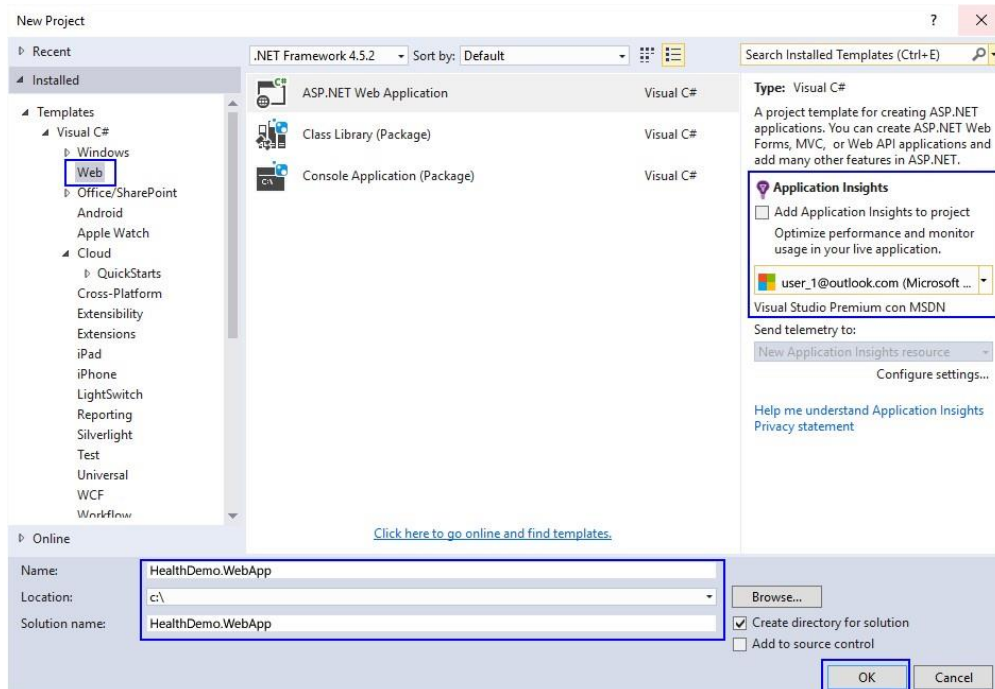 New Project
?
Recent
Installed
Templates
Visual C#
Windows
Web
Office/SharePoint
Android
Apple Watch
Cloud
QuickStarts
Cross-Platform
Extensibility
Extensions
iPad
iPhone
LightSwitch
Reporting
Silverlight
Test
Universal
WCF
Workflow
Online
.NET Framework 4.5.2
Sort by: Default
C#
ASP.NET Web Application Visual C#
Class Library (Package) Visual C#
Console Application (Package) Visual C#
Click here to go online and find templates.
Search Installed Templates (Ctrl+E)
Type: Visual C#
A project template for creating ASP.NET
applications. You can create ASP.NET Web
Forms, MVC, or Web API applications and
add many other features in ASP.NET.
Application Insights
Add Application Insights to project
Optimize performance and monitor
usage in your live application.
user_1@outlook.com (Microsoft ...
Visual Studio Premium con MSDN
Send telemetry to:
New Application Insights resource
Configure settings...
Help me understand Application Insights
Privacy statement
Name: HealthDemo.WebApp
Location: c:\
Browse...
Solution name: HealthDemo.WebApp
Create directory for solution
Add to source control
OK
Cancel